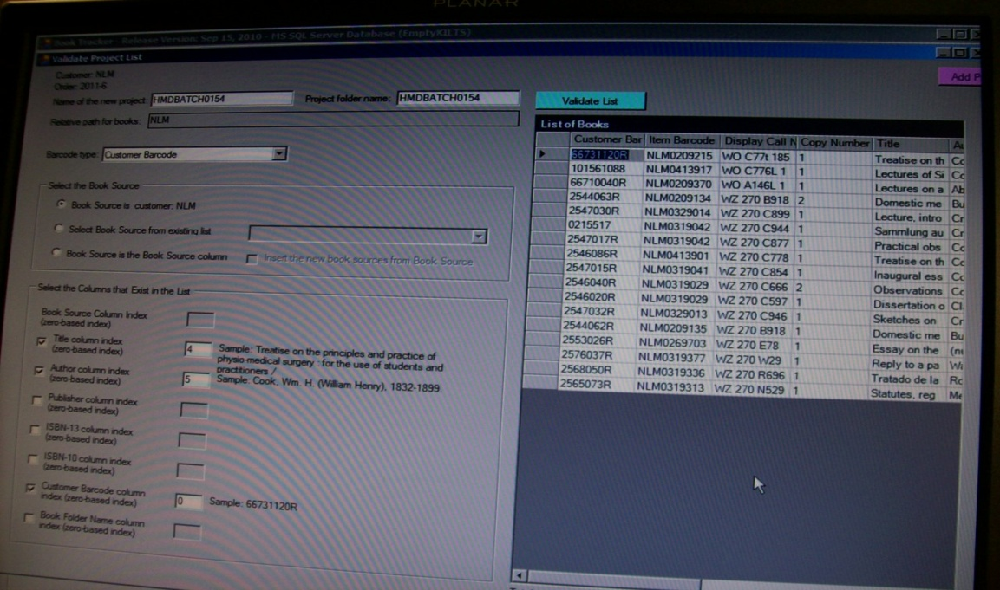 PLANAR
Book Tracker - Release Version: Sep 15, 2010 - MS SQL Server Database (EmptyKILTS)
Validate Project List
Customer: NLM
Order: 2011-6
Add P
Name of the new project: HMDBATCH0154 Project folder name: HMDBATCH0154
Validate List
Relative path for books: NLM
List of Books
Barcode type: Customer Barcode
Customer Bar Item Barcode Display Call N Copy Number Title Au
66731120R NLM0209215 WO C77t 185 1 Treatise on th Cc
101561088 NLM0413917 WO C776L 1 1 Lectures of Si Cc
66710040R NLM0209370 WO A146L 1 1 Lectures on a Ab
2544063R NLM0209134 WZ 270 B918 2 Domestic me Bu
2547030R NLM0329014 WZ 270 C899 1 Lecture, intro Cr
0215517 NLM0319042 WZ 270 C944 1 Sammlung au Cr
2547017R NLM0319042 WZ 270 C877 1 Practical obs Cc
2546086R NLM0413901 WZ 270 C778 1 Treatise on th Cc
2547015R NLM0319041 WZ 270 C854 1 Inaugural ess Cc
2546040R NLM0319029 WZ 270 C666 2 Observations Cc
2546020R NLM0319029 WZ 270 C597 1 Dissertation o Cl
2547032R NLM0329013 WZ 270 C946 1 Sketches on Cr
2544062R NLM0209135 WZ 270 B918 1 Domestic me Bu
2553026R NLM0269703 WZ 270 E78 1 Essay on the
2576037R NLM0319377 WZ 270 W29 1 Reply to a pa
2568050R NLM0319336 WZ 270 R696 1 Tratado de la Rc
2565073R NLM0319313 WZ 270 N529 1 Statutes, reg Me
Select the Book Source
Book Source is customer: NLM
Select Book Source from existing list
Book Source is the Book Source column Insert the new book sources from Book Source
Select the Columns that Exist in the List
Book Source Column Index
(zero-based index)
Title column index
(zero-based index)
4
Sample: Treatise on the principles and practice of
physio-medical surgery : for the use of students and
practitioners /
Author column index
(zero-based index)
5
Sample: Cook, Wm. H. (William Henry), 1832-1899.
Publisher column index
(zero-based index)
ISBN-13 column index
(zero-based index)
ISBN-10 column index
(zero-based index)
Customer Barcode column
index (zero-based index)
0
Sample: 66731120R
Book Folder Name column
index (zero-based index)